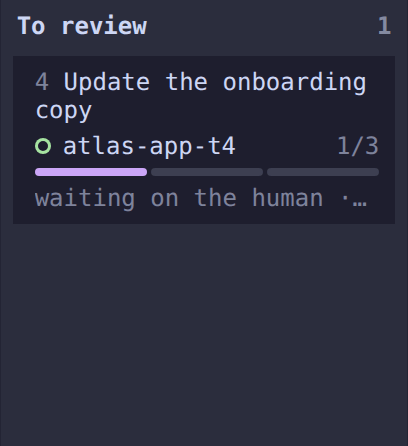 To review 1
4 Update the onboarding
copy
atlas-app-t4 1/3
waiting on the human ·…